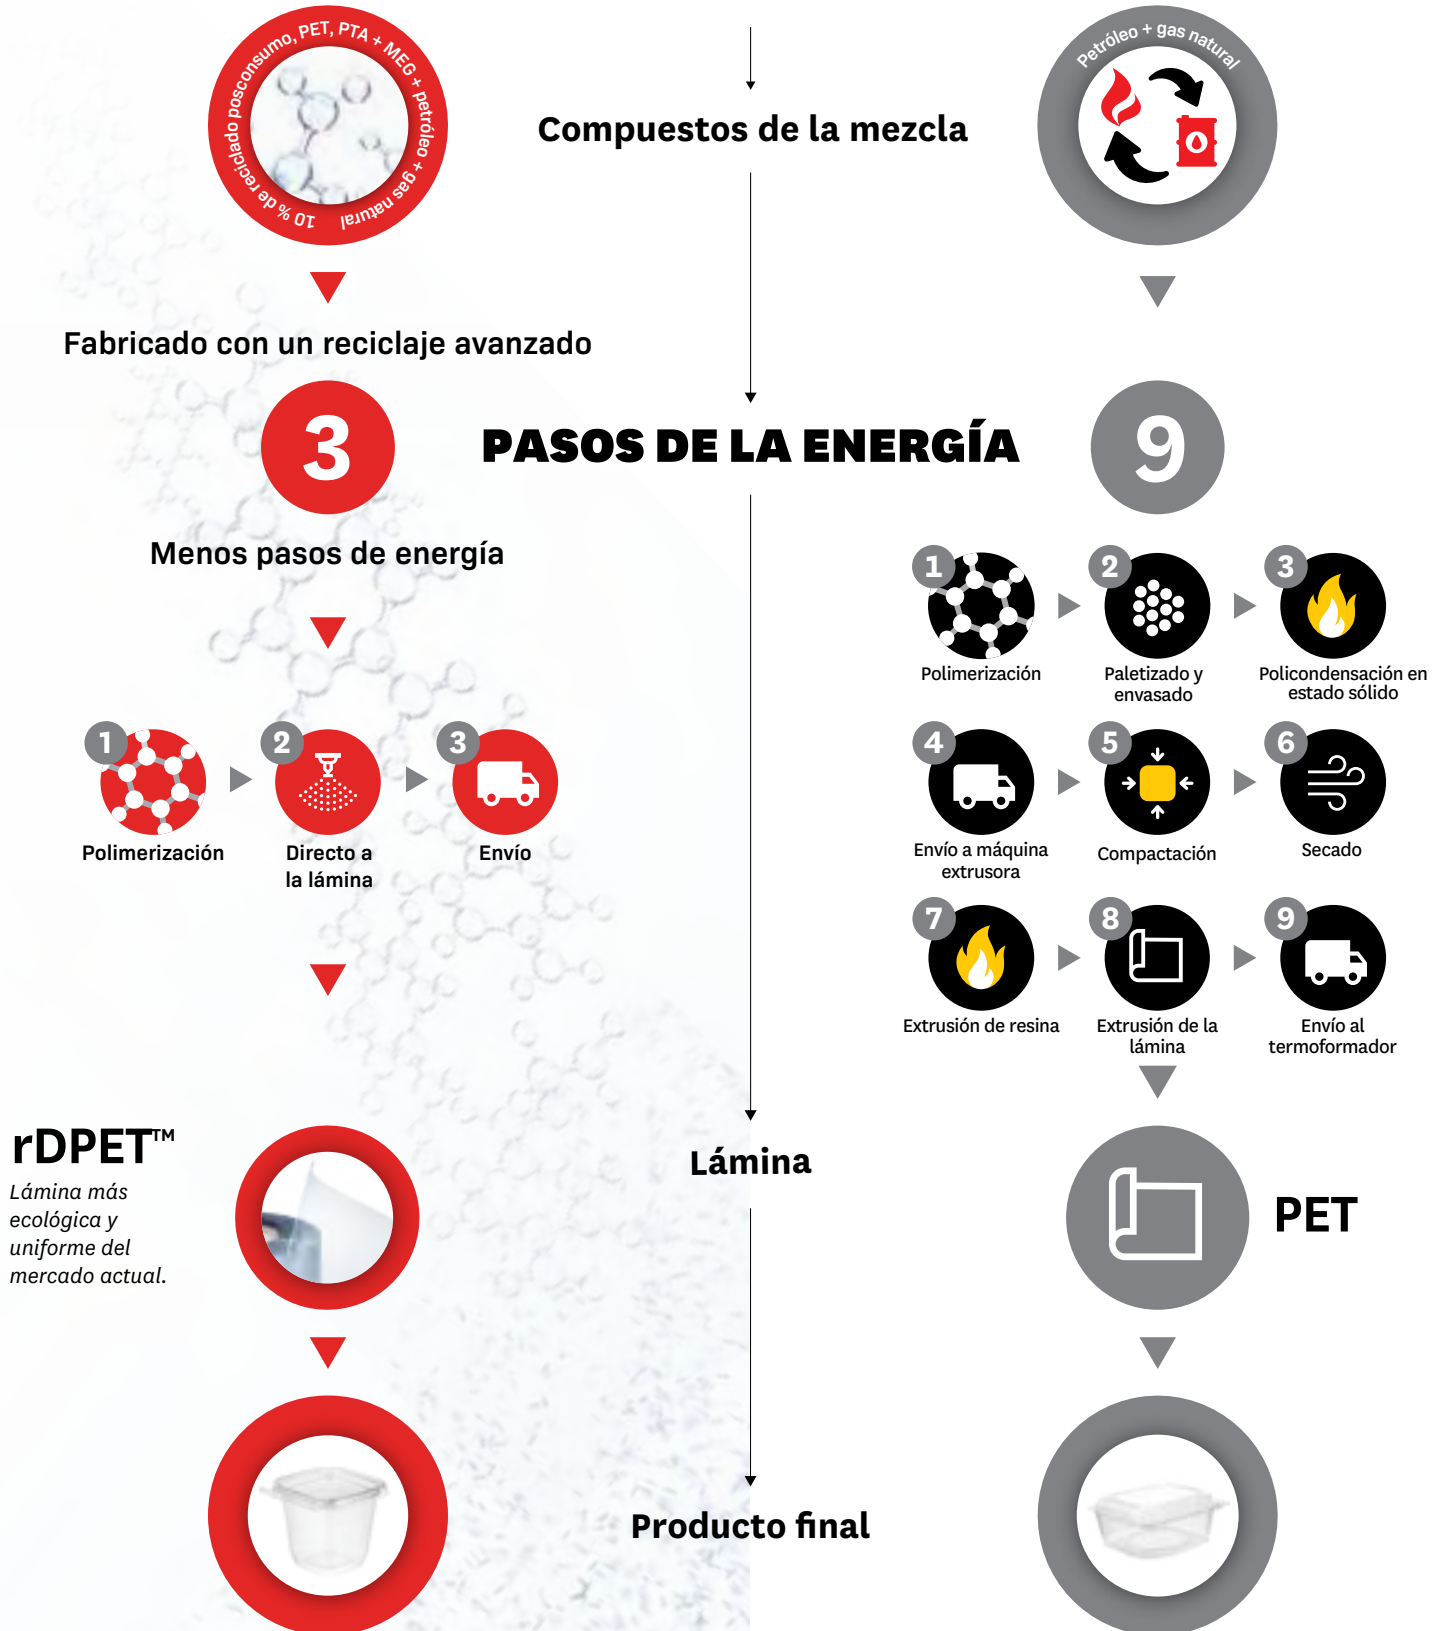 10 % de reciclado posconsumo, PET, PTA + MEG + petróleo + gas natural
Compuestos de la mezcla
Petróleo + gas natural
Fabricado con un reciclaje avanzado
3
PASOS DE LA ENERGÍA
9
Menos pasos de energía
1
Polimerización
2
Directo a
la lámina
3
Envío
1
Polimerización
2
Paletizado y
envasado
3
Policondensación en
estado sólido
4
Envío a máquina
extrusora
5
Compactación
6
Secado
7
Extrusión de resina
8
Extrusión de la
lámina
9
Envío al
termoformador
rDPET™
Lámina más
ecológica y
uniforme del
mercado actual.
Lámina
PET
Producto final